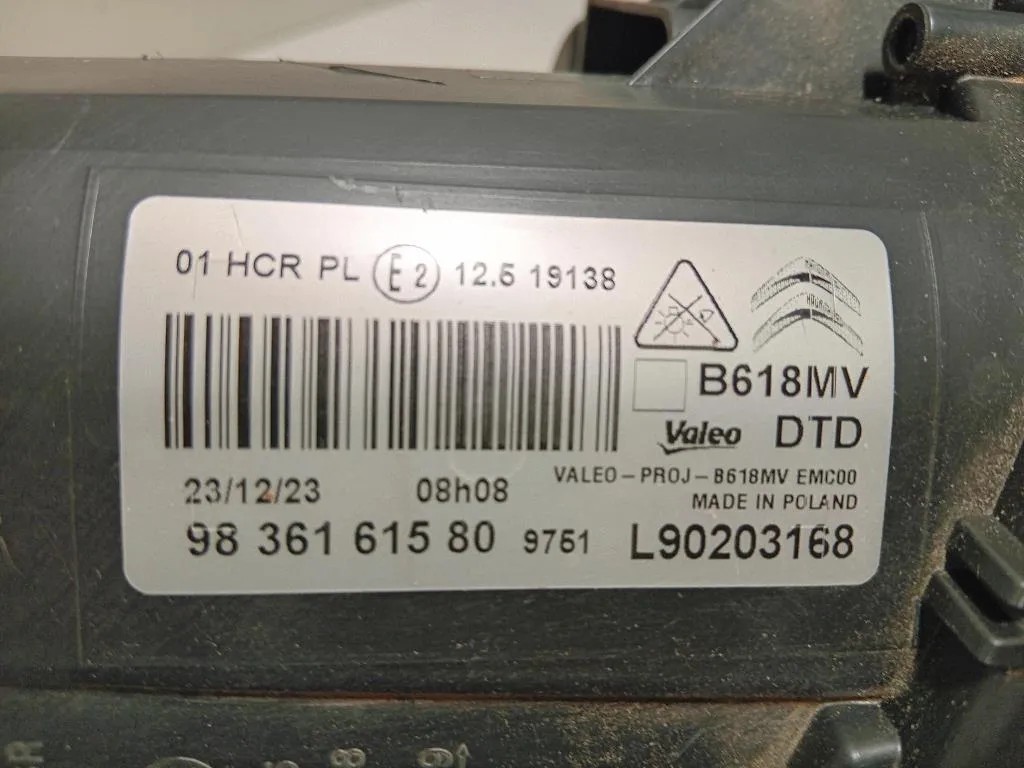 01 HCR PL E2 12.5 19138
B618MV
Valeo DTD
VALEO-PROJ-B618MV EMC00
MADE IN POLAND
23/12/23 08h08
98 361 615 80 9751 L90203168